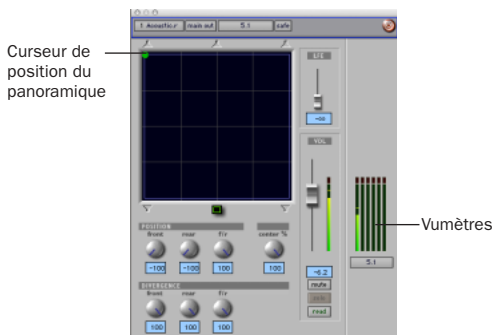 1 Acoustic.r main out 5.1 safe
Curseur de
position du
panoramique
LFE
-∞
VOL
Vumètres
5.1
POSITION
front rear f/r center %
-100 -100 100 100
-6.2
mute
DIVERGENCE
front rear f/r
read
100 100 100